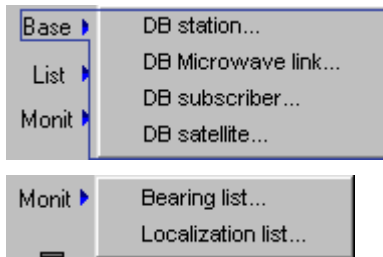 Base
DB station...
DB Microwave link...
List
DB subscriber...
Monit
DB satellite...
Monit
Bearing list...
Localization list...